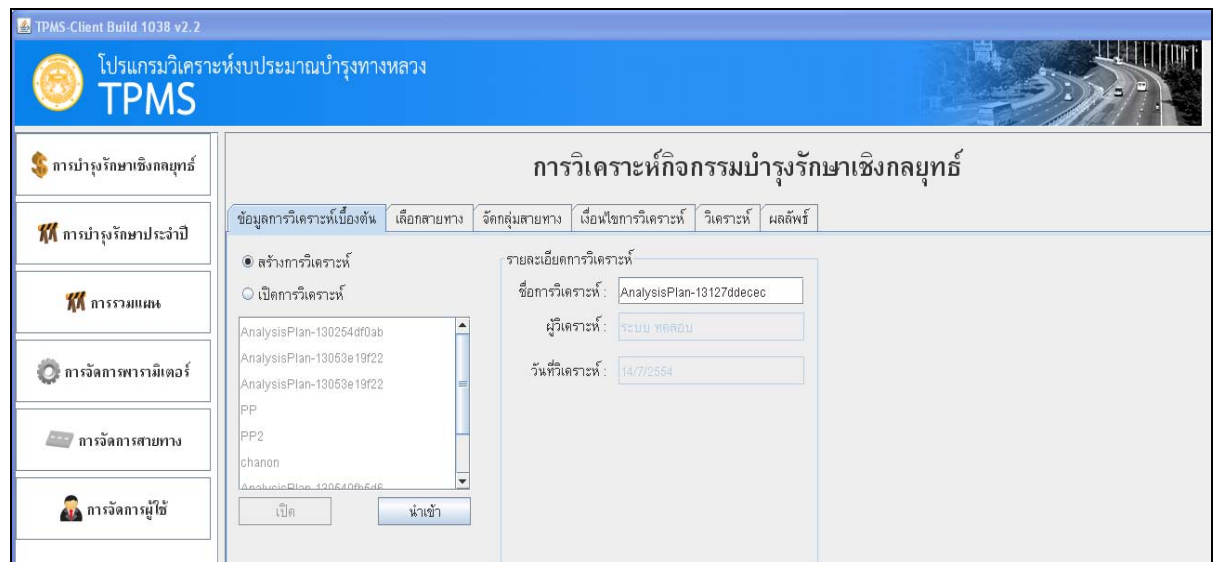 TPMS-Client Build 1038 v2.2
โปรแกรมวิเคราะห์งบประมาณบำรุงทางหลวง
TPMS
การบำรุงรักษาเชิงกลยุทธ์
การบำรุงรักษาประจำปี
การรวมแผน
การจัดการพารามิเตอร์
การจัดการสายทาง
การจัดการผู้ใช้
การวิเคราะห์กิจกรรมบำรุงรักษาเชิงกลยุทธ์
ข้อมูลการวิเคราะห์เบื้องต้น เลือกสายทาง จัดกลุ่มสายทาง เงื่อนไขการวิเคราะห์ วิเคราะห์ ผลลัพธ์
สร้างการวิเคราะห์
เปิดการวิเคราะห์
AnalysisPlan-130254df0ab
AnalysisPlan-13053e19f22
AnalysisPlan-13053e19f22
PP
PP2
chanon
AnalysisPlan-130540fb5d6
เปิด นำเข้า
รายละเอียดการวิเคราะห์
ชื่อการวิเคราะห์ : AnalysisPlan-13127ddecec
ผู้วิเคราะห์ : ระบบ ทดสอบ
วันที่วิเคราะห์ : 14/7/2554